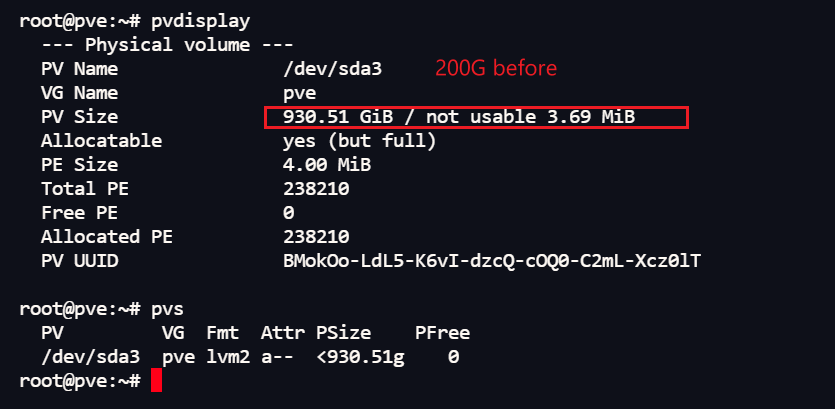 root@pve:~# pvdisplay
--- Physical volume ---
PV Name /dev/sda3 200G before
VG Name pve
PV Size 930.51 GiB / not usable 3.69 MiB
Allocatable yes (but full)
PE Size 4.00 MiB
Total PE 238210
Free PE 0
Allocated PE 238210
PV UUID BMokOo-LdL5-K6vI-dzcQ-cOQ0-C2mL-Xcz0lT
root@pve:~# pvs
PV VG Fmt Attr PSize PFree
/dev/sda3 pve lvm2 a-- <930.51g 0
root@pve:~#